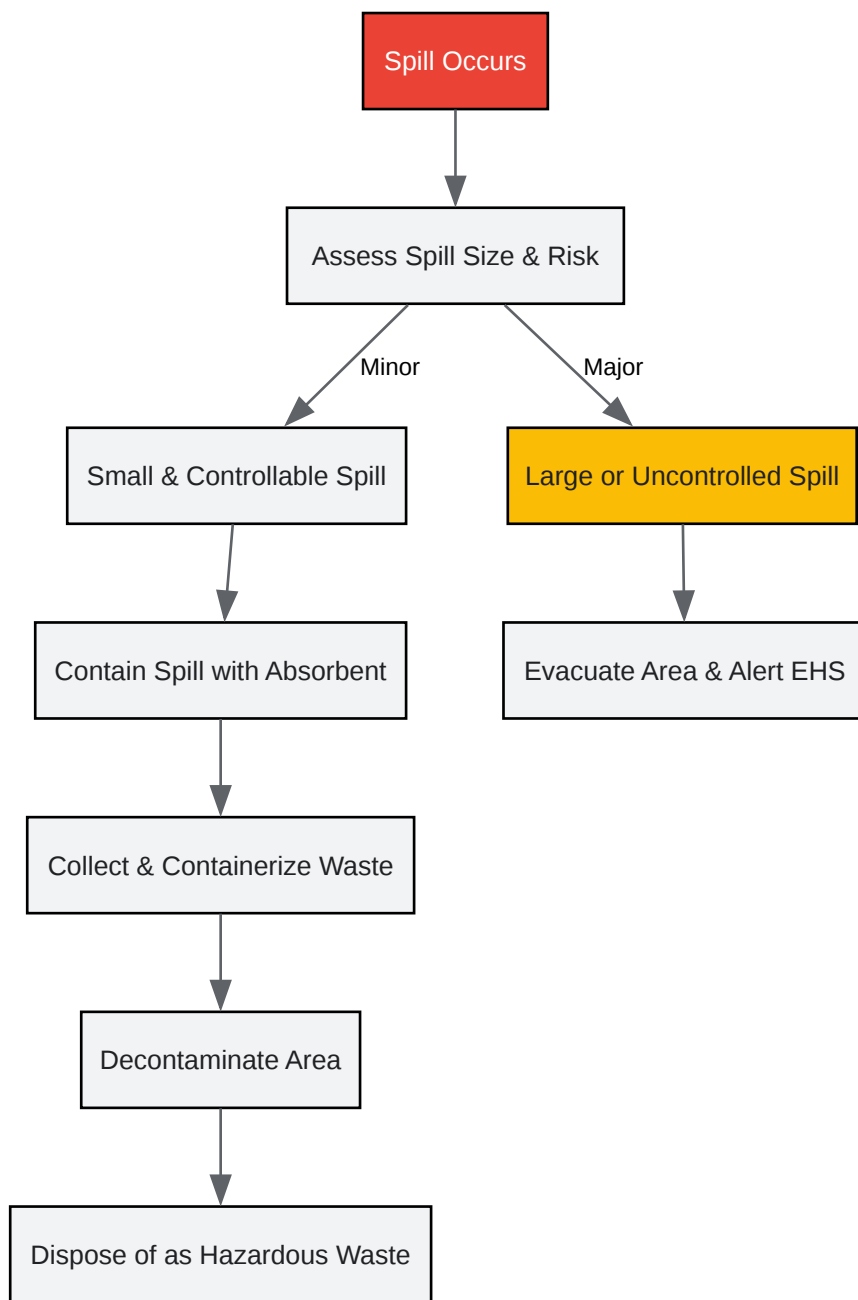 Spill Occurs
Assess Spill Size & Risk
Minor
Major
Small & Controllable Spill
Large or Uncontrolled Spill
Contain Spill with Absorbent
Evacuate Area & Alert EHS
Collect & Containerize Waste
Decontaminate Area
Dispose of as Hazardous Waste